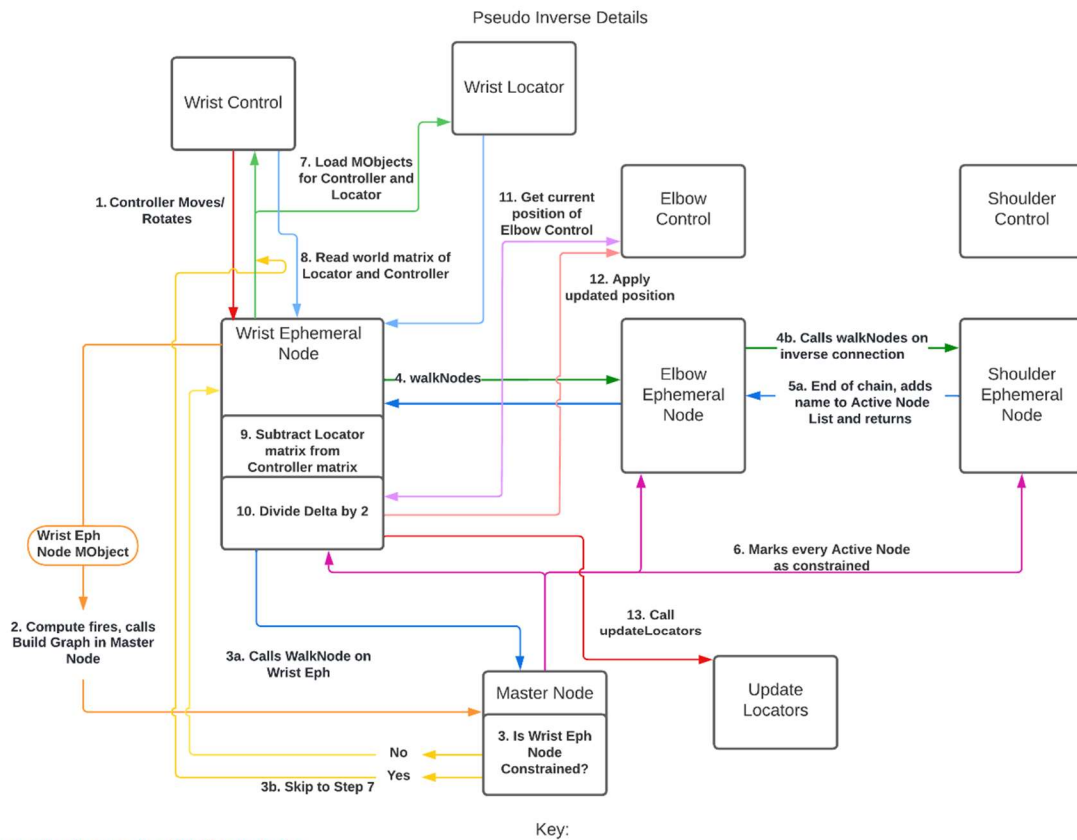 Pseudo Inverse Details
Wrist Control
Wrist Locator
7. Load MObjects
for Controller and
Locator
1. Controller Moves/
Rotates
11. Get current
position of
Elbow Control
Elbow
Control
Shoulder
Control
8. Read world matrix of
Locator and Controller
12. Apply
updated position
Wrist Ephemeral
Node
4. walkNodes
Elbow
Ephemeral
Node
4b. Calls walkNodes on
inverse connection
5a. End of chain, adds
name to Active Node
List and returns
Shoulder
Ephemeral
Node
9. Subtract Locator
matrix from
Controller matrix
10. Divide Delta by 2
Wrist Eph
Node MObject
6. Marks every Active Node
as constrained
2. Compute fires, calls
Build Graph in Master
Node
13. Call
updateLocators
3a. Calls WalkNode on
Wrist Eph
Master Node
Update
Locators
3. Is Wrist Eph
Node
Constrained?
No
Yes
3b. Skip to Step 7
Key: